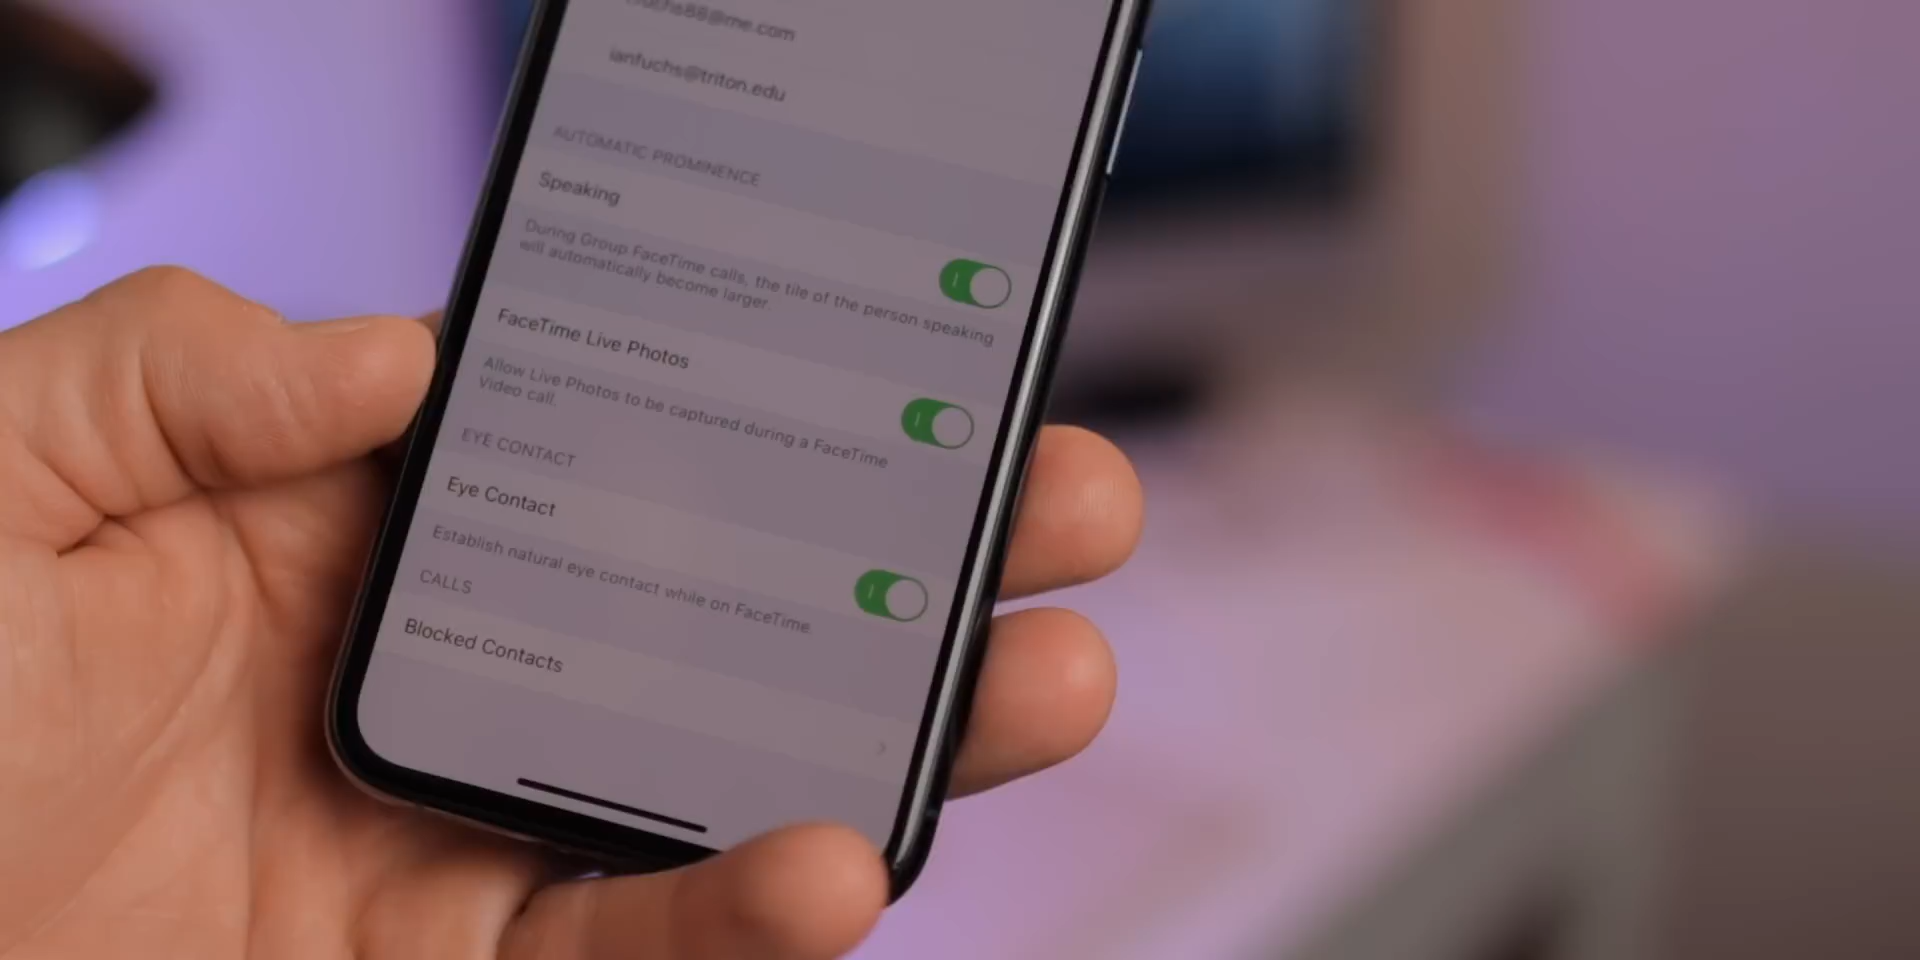 ianfuchs@triton.edu
AUTOMATIC PROMINENCE
Speaking
During Group FaceTime calls, the tile of the person speaking
will automatically become larger.
FaceTime Live Photos
Allow Live Photos to be captured during a FaceTime
Video call.
EYE CONTACT
Eye Contact
Establish natural eye contact while on FaceTime.
CALLS
Blocked Contacts